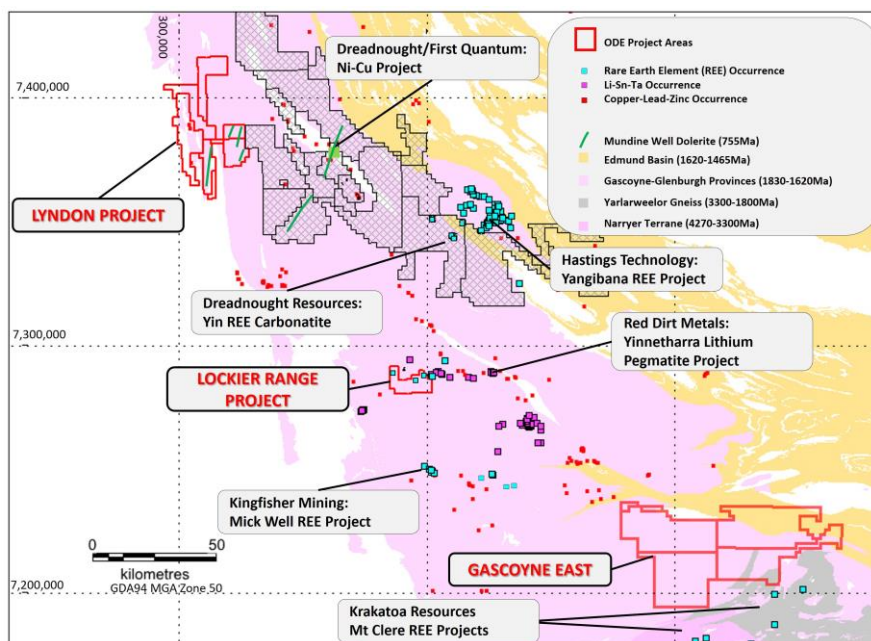 300,000
7,400,000
7,300,000
7,200,000
Dreadnought/First Quantum:
Ni-Cu Project
LYNDON PROJECT
Dreadnought Resources:
Yin REE Carbonatite
Hastings Technology:
Yangibana REE Project
Red Dirt Metals:
Yinnetharra Lithium
Pegmatite Project
LOCKIER RANGE
PROJECT
Kingfisher Mining:
Mick Well REE Project
GASCOYNE EAST
Krakatoa Resources
Mt Clere REE Projects
0 50
kilometres
GDA94 MGA Zone 50
ODE Project Areas
Rare Earth Element (REE) Occurrence
Li-Sn-Ta Occurrence
Copper-Lead-Zinc Occurrence
Mundine Well Dolerite (755Ma)
Edmund Basin (1620-1465Ma)
Gascoyne-Glenburgh Provinces (1830-1620Ma)
Yarlarweelor Gneiss (3300-1800Ma)
Narryer Terrane (4270-3300Ma)